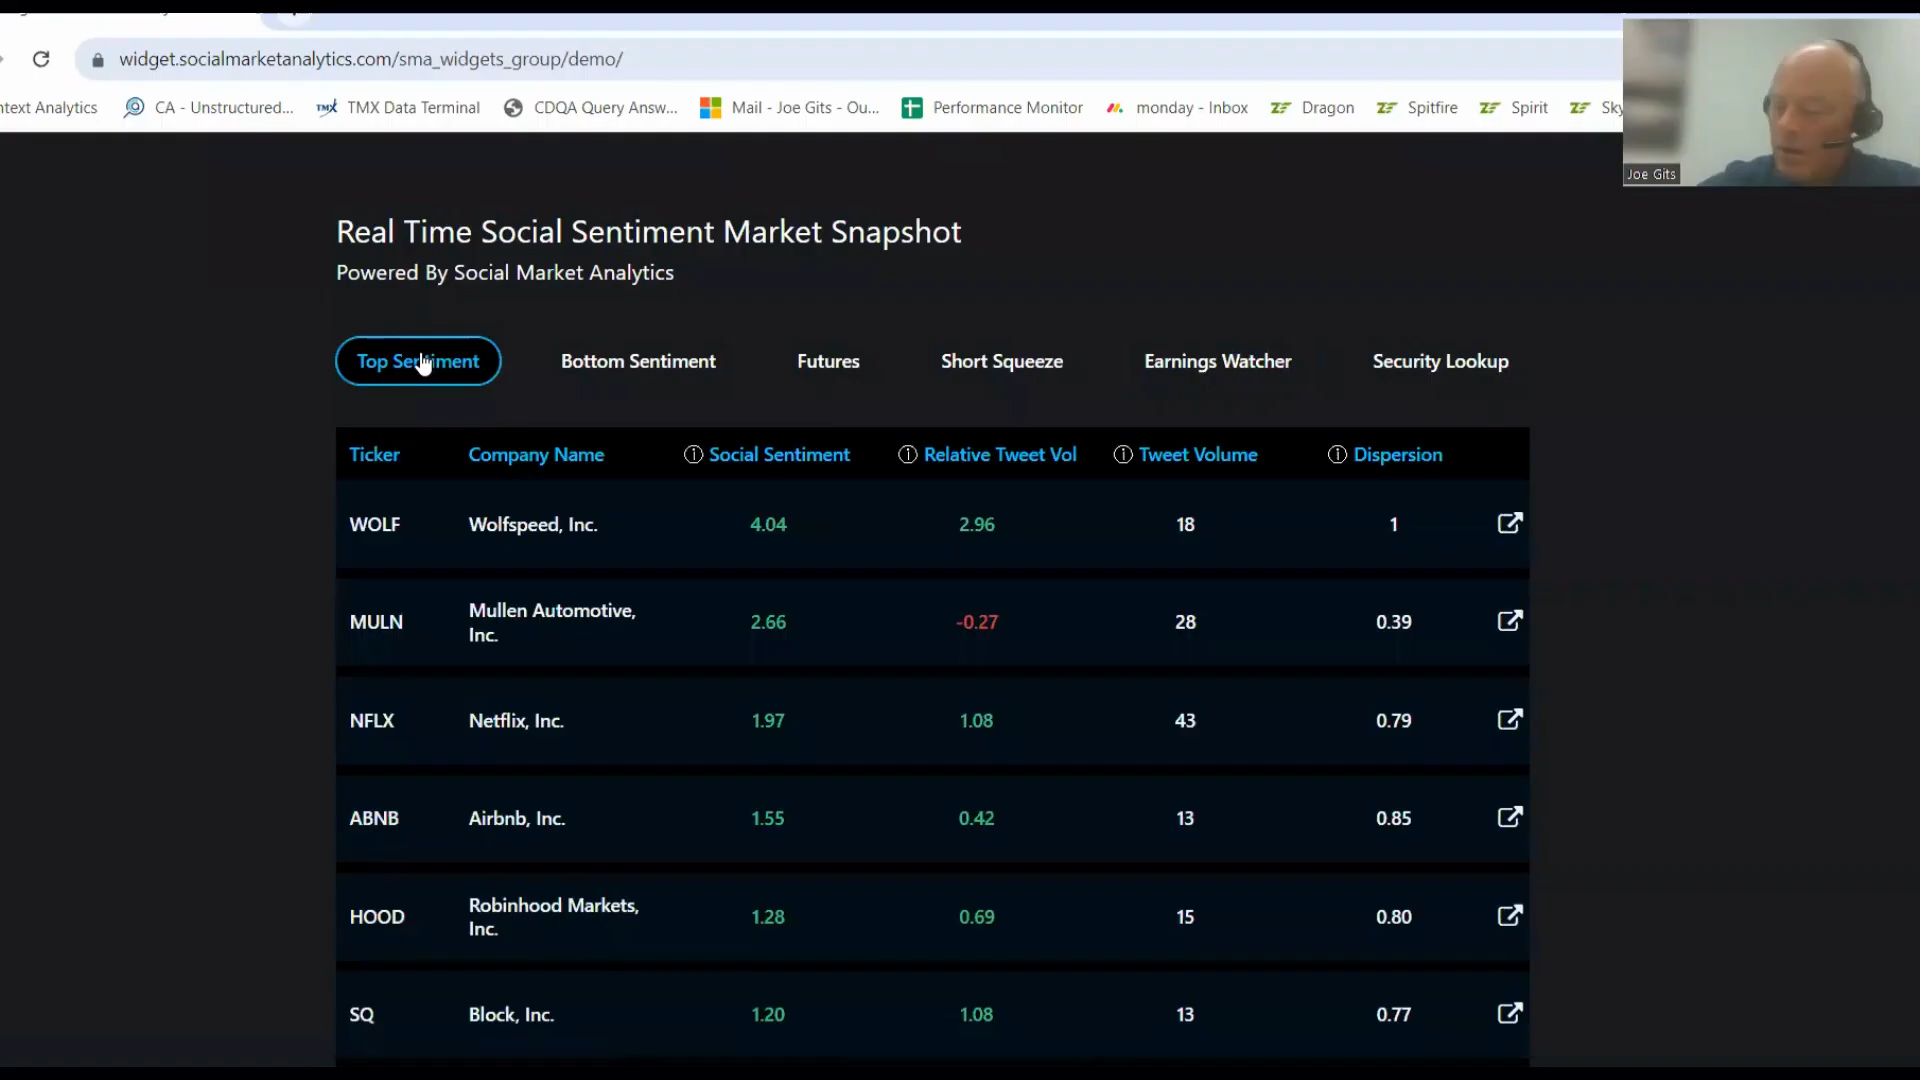 widget.socialmarketanalytics.com/sma_widgets_group/demo/
ntext Analytics CA - Unstructured... TMX TMX Data Terminal CDQA Query Answ... Mail - Joe Gits - Ou... Performance Monitor monday - Inbox Dragon Spitfire Spirit Sky
Joe Gits
Real Time Social Sentiment Market Snapshot
Powered By Social Market Analytics
Top Sentiment Bottom Sentiment Futures Short Squeeze Earnings Watcher Security Lookup
Ticker Company Name Social Sentiment Relative Tweet Vol Tweet Volume Dispersion
WOLF Wolfspeed, Inc. 4.04 2.96 18 1
MULN Mullen Automotive, Inc. 2.66 -0.27 28 0.39
NFLX Netflix, Inc. 1.97 1.08 43 0.79
ABNB Airbnb, Inc. 1.55 0.42 13 0.85
HOOD Robinhood Markets, Inc. 1.28 0.69 15 0.80
SQ Block, Inc. 1.20 1.08 13 0.77